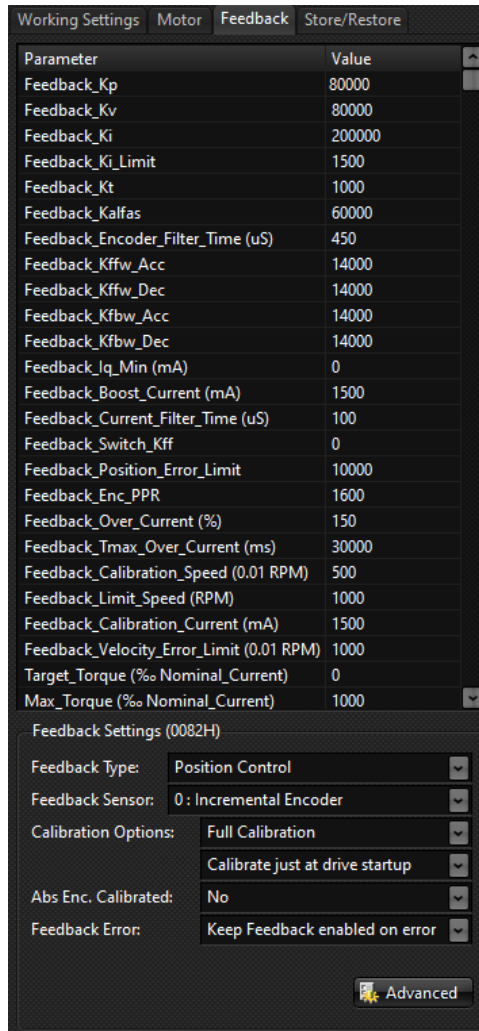 Working Settings Motor Feedback Store/Restore
Parameter Value
Feedback_Kp 80000
Feedback_Kv 80000
Feedback_Ki 200000
Feedback_Ki_Limit 1500
Feedback_Kt 1000
Feedback_Kalfas 60000
Feedback_Encoder_Filter_Time (uS) 450
Feedback_Kffw_Acc 14000
Feedback_Kffw_Dec 14000
Feedback_Kfbw_Acc 14000
Feedback_Kfbw_Dec 14000
Feedback_Iq_Min (mA) 0
Feedback_Boost_Current (mA) 1500
Feedback_Current_Filter_Time (uS) 100
Feedback_Switch_Kff 0
Feedback_Position_Error_Limit 10000
Feedback_Enc_PPR 1600
Feedback_Over_Current (%) 150
Feedback_Tmax_Over_Current (ms) 30000
Feedback_Calibration_Speed (0.01 RPM) 500
Feedback_Limit_Speed (RPM) 1000
Feedback_Calibration_Current (mA) 1500
Feedback_Velocity_Error_Limit (0.01 RPM) 1000
Target_Torque (‰ Nominal_Current) 0
Max_Torque (‰ Nominal_Current) 1000
Feedback Settings (0082H)
Feedback Type: Position Control
Feedback Sensor: 0 : Incremental Encoder
Calibration Options: Full Calibration
Calibrate just at drive startup
Abs Enc. Calibrated: No
Feedback Error: Keep Feedback enabled on error
Advanced